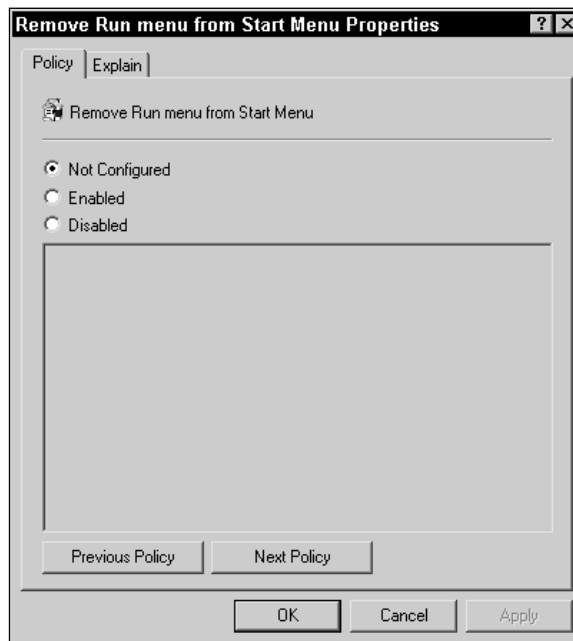 Remove Run menu from Start Menu Properties ? X
Policy Explain
Remove Run menu from Start Menu
Not Configured
Enabled
Disabled
Previous Policy Next Policy
OK Cancel Apply